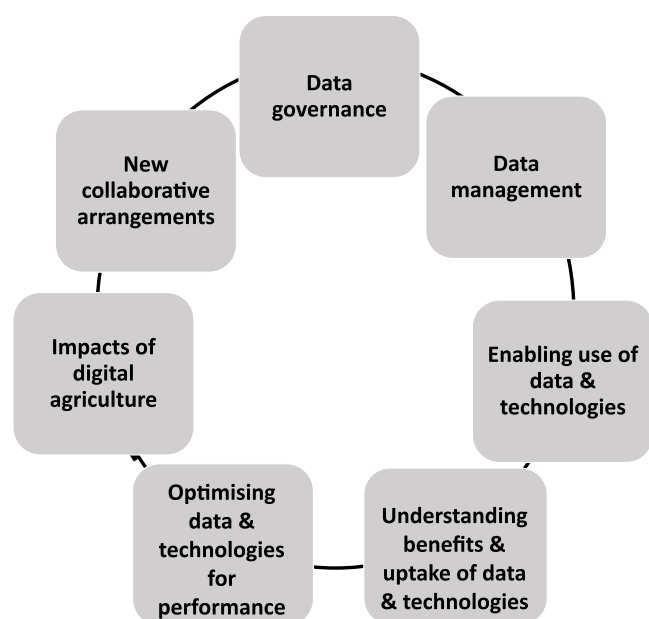 Data
governance
Data
management
Enabling use of
data &
technologies
Understanding
benefits &
uptake of data
& technologies
Optimising
data &
technologies
for
performance
Impacts of
digital
agriculture
New
collaborative
arrangements